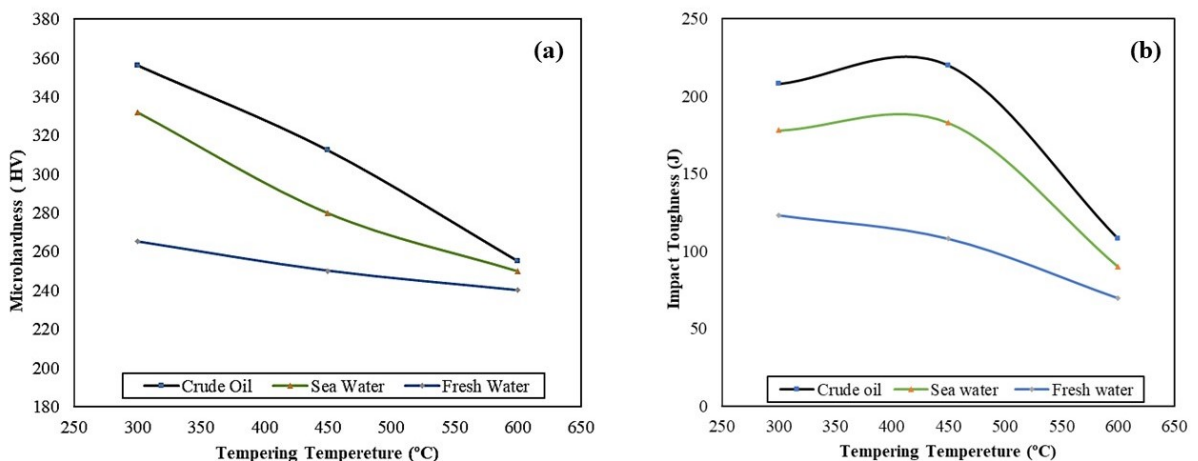 (a)
Microhardness ( HV)
380
360
340
320
300
280
260
240
220
200
180
Crude Oil Sea Water Fresh Water
250 300 350 400 450 500 550 600 650
Tempering Tempereture (ºC)
(b)
Impact Toughness (J)
250
200
150
100
50
0
Crude oil Sea water Fresh water
250 300 350 400 450 500 550 600 650
Tempering Tempereture (ºC)